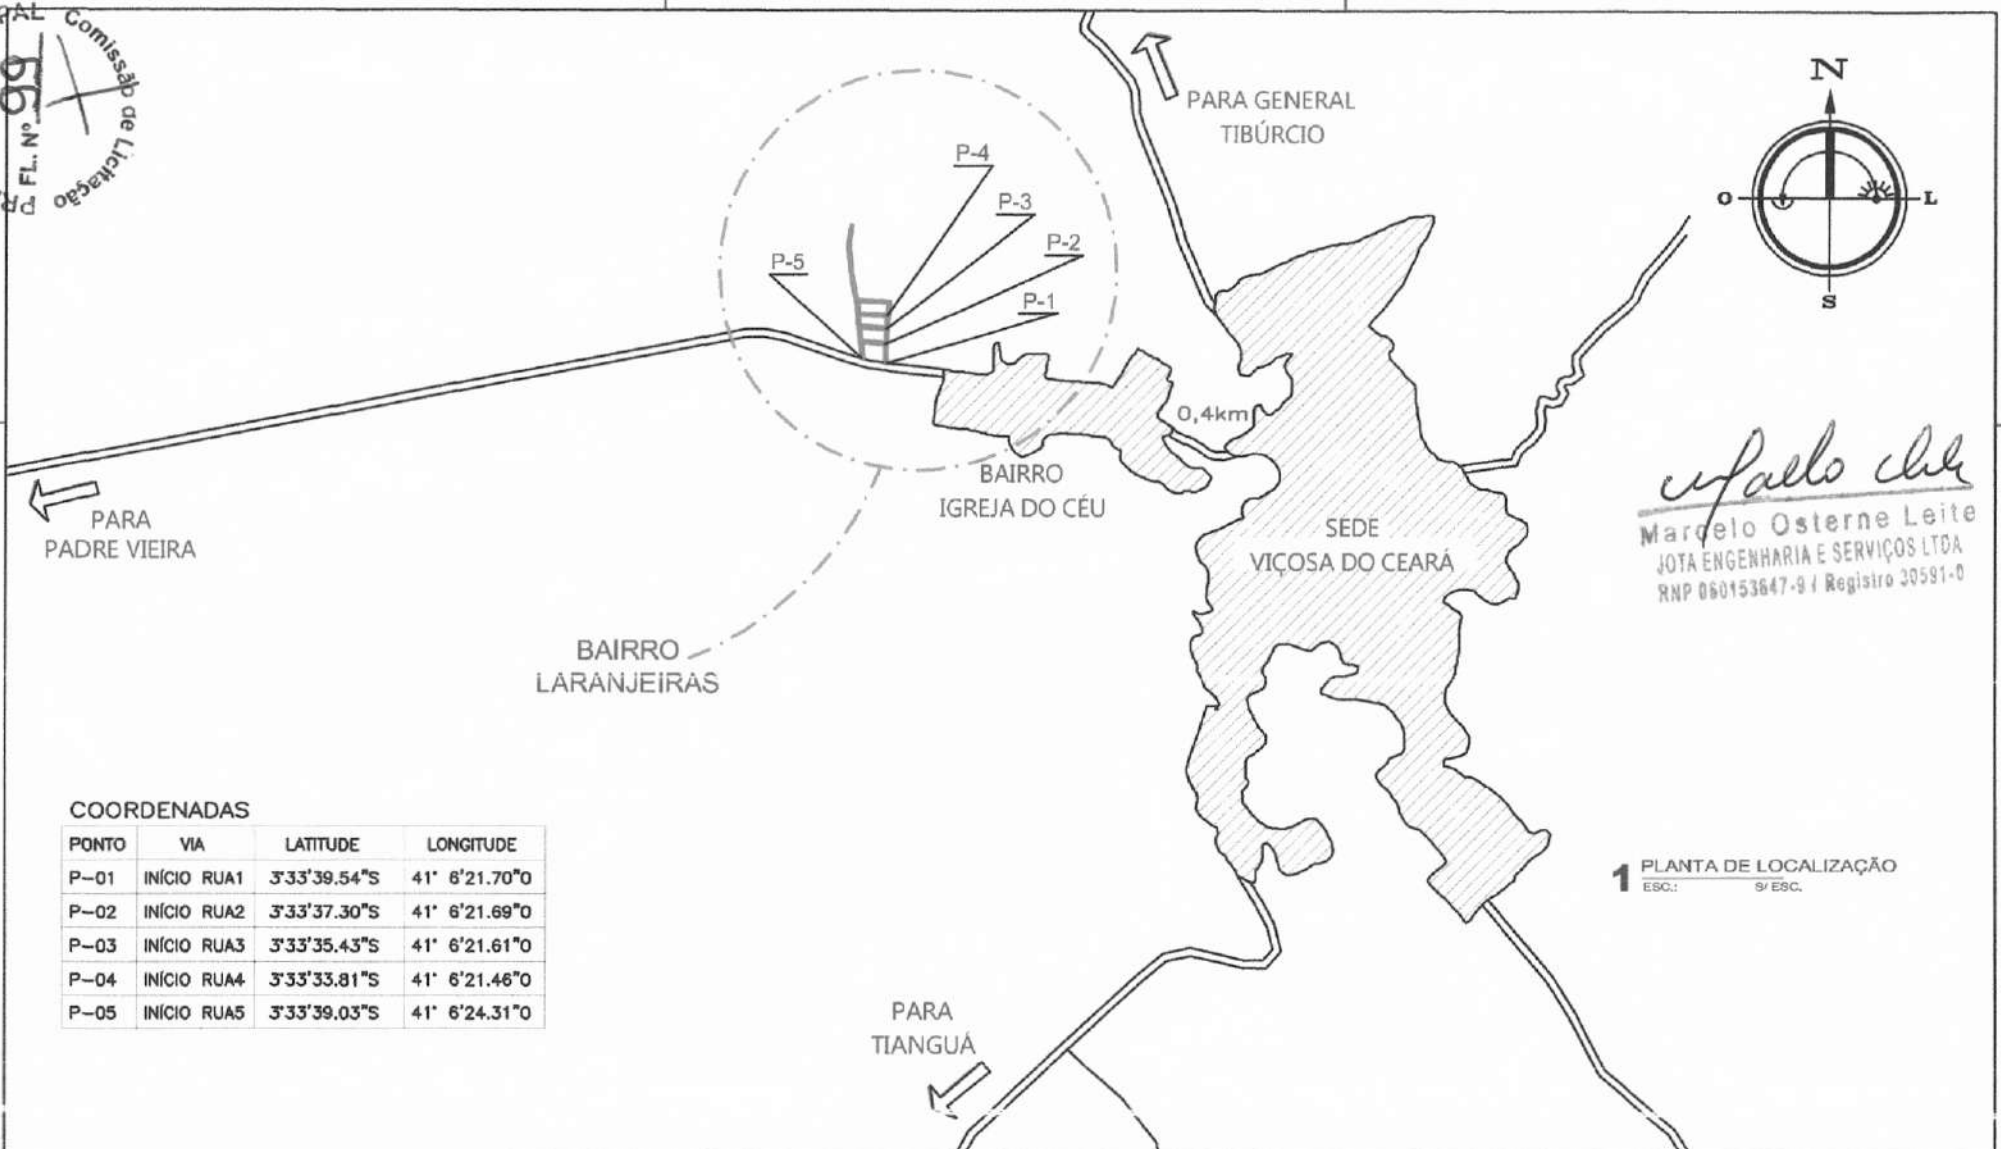 Comissão de Licitação
FL. Nº 99
PARA GENERAL
TIBÚRCIO
N
O
L
S
P-4
P-3
P-2
P-5
P-1
0,4km
BAIRRO
IGREJA DO CÉU
PARA
PADRE VIEIRA
SEDE
VIÇOSA DO CEARÁ
Marcelo Osterne Leite
JOTA ENGENHARIA E SERVIÇOS LTDA
RNP 060153647-9 / Registro 30591-0
BAIRRO
LARANJEIRAS
COORDENADAS
PONTO VIA LATITUDE LONGITUDE
P-01 INÍCIO RUA1 3°33'39.54"S 41° 6'21.70"O
P-02 INÍCIO RUA2 3°33'37.30"S 41° 6'21.69"O
P-03 INÍCIO RUA3 3°33'35.43"S 41° 6'21.61"O
P-04 INÍCIO RUA4 3°33'33.81"S 41° 6'21.46"O
P-05 INÍCIO RUA5 3°33'39.03"S 41° 6'24.31"O
1 PLANTA DE LOCALIZAÇÃO
ESC.: S/ ESC.
PARA
TIANGUÁ